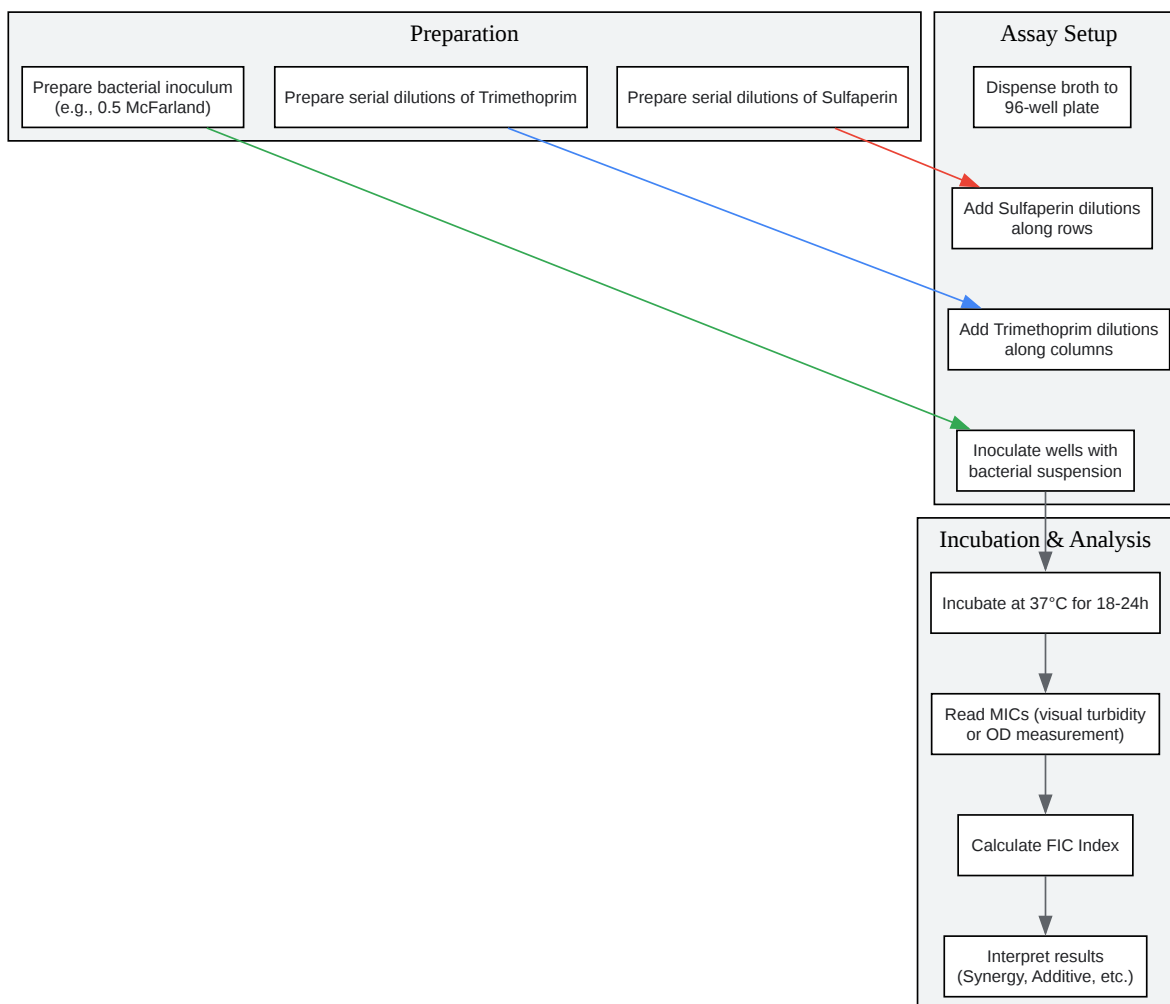 Preparation
Prepare bacterial inoculum
(e.g., 0.5 McFarland)
Prepare serial dilutions of Trimethoprim
Prepare serial dilutions of Sulfaperin
Assay Setup
Dispense broth to
96-well plate
Add Sulfaperin dilutions
along rows
Add Trimethoprim dilutions
along columns
Inoculate wells with
bacterial suspension
Incubation & Analysis
Incubate at 37°C for 18-24h
Read MICs (visual turbidity
or OD measurement)
Calculate FIC Index
Interpret results
(Synergy, Additive, etc.)